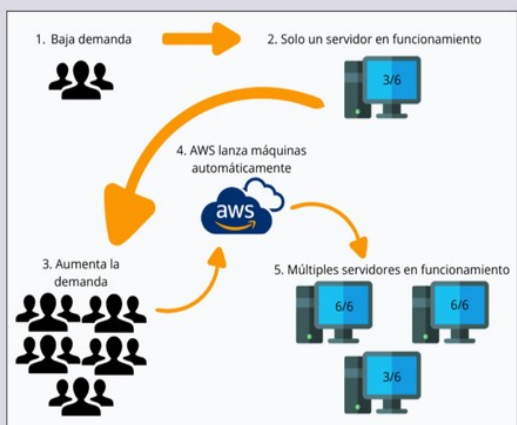 1. Baja demanda
2. Solo un servidor en funcionamiento
3/6
4. AWS lanza máquinas
automáticamente
aws
3. Aumenta la
demanda
5. Múltiples servidores en funcionamiento
6/6
6/6
3/6